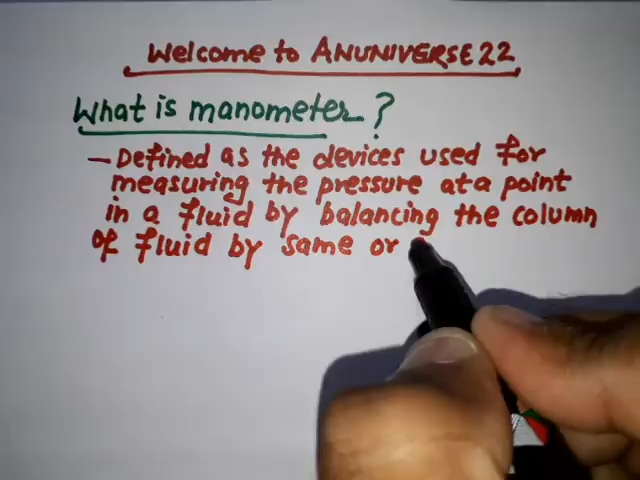 Welcome to ANUNIVERSE 22
What is manometer?
- Defined as the devices used for
measuring the pressure at a point
in a fluid by balancing the column
of fluid by same or